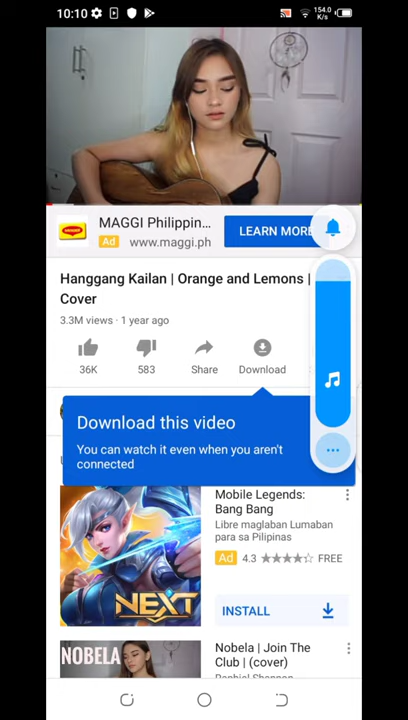 10:10
154.0
K/s
MAGGI Philippin...
Ad www.maggi.ph
LEARN MORE
Hanggang Kailan | Orange and Lemons |
Cover
3.3M views · 1 year ago
36K
583
Share
Download
Download this video
You can watch it even when you aren't
connected
Mobile Legends:
Bang Bang
Libre maglaban Lumaban
para sa Pilipinas
Ad 4.3 FREE
NEXT
INSTALL
NOBELA
Nobela | Join The
Club | (cover)